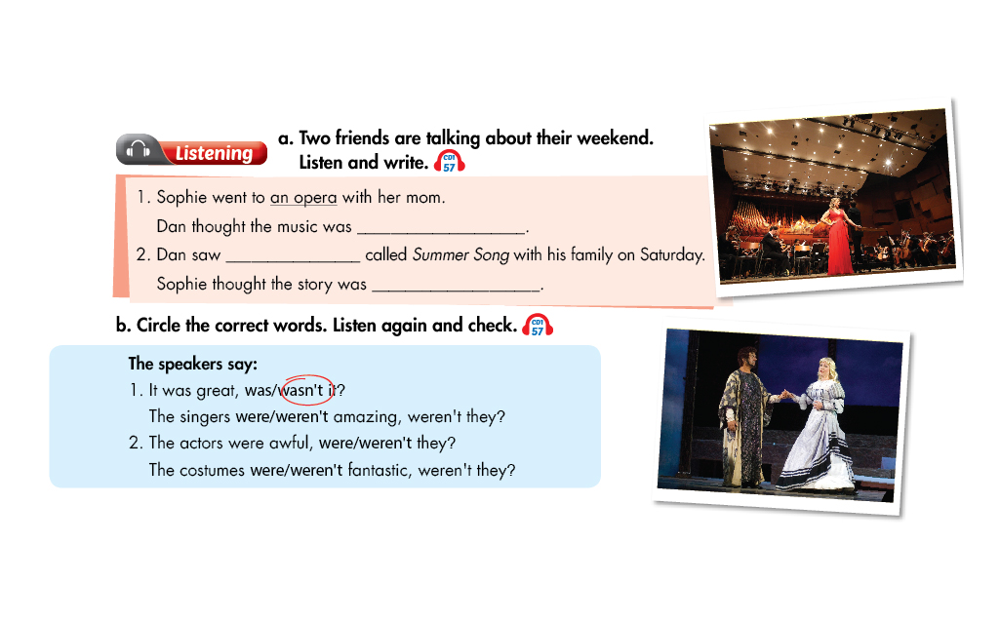 Listening
a. Two friends are talking about their weekend.
Listen and write. CD1 57
1. Sophie went to an opera with her mom.
Dan thought the music was ____________________.
2. Dan saw ________________ called Summer Song with his family on Saturday.
Sophie thought the story was ____________________.
b. Circle the correct words. Listen again and check. CD1 57
The speakers say:
1. It was great, was/wasn't it?
The singers were/weren't amazing, weren't they?
2. The actors were awful, were/weren't they?
The costumes were/weren't fantastic, weren't they?